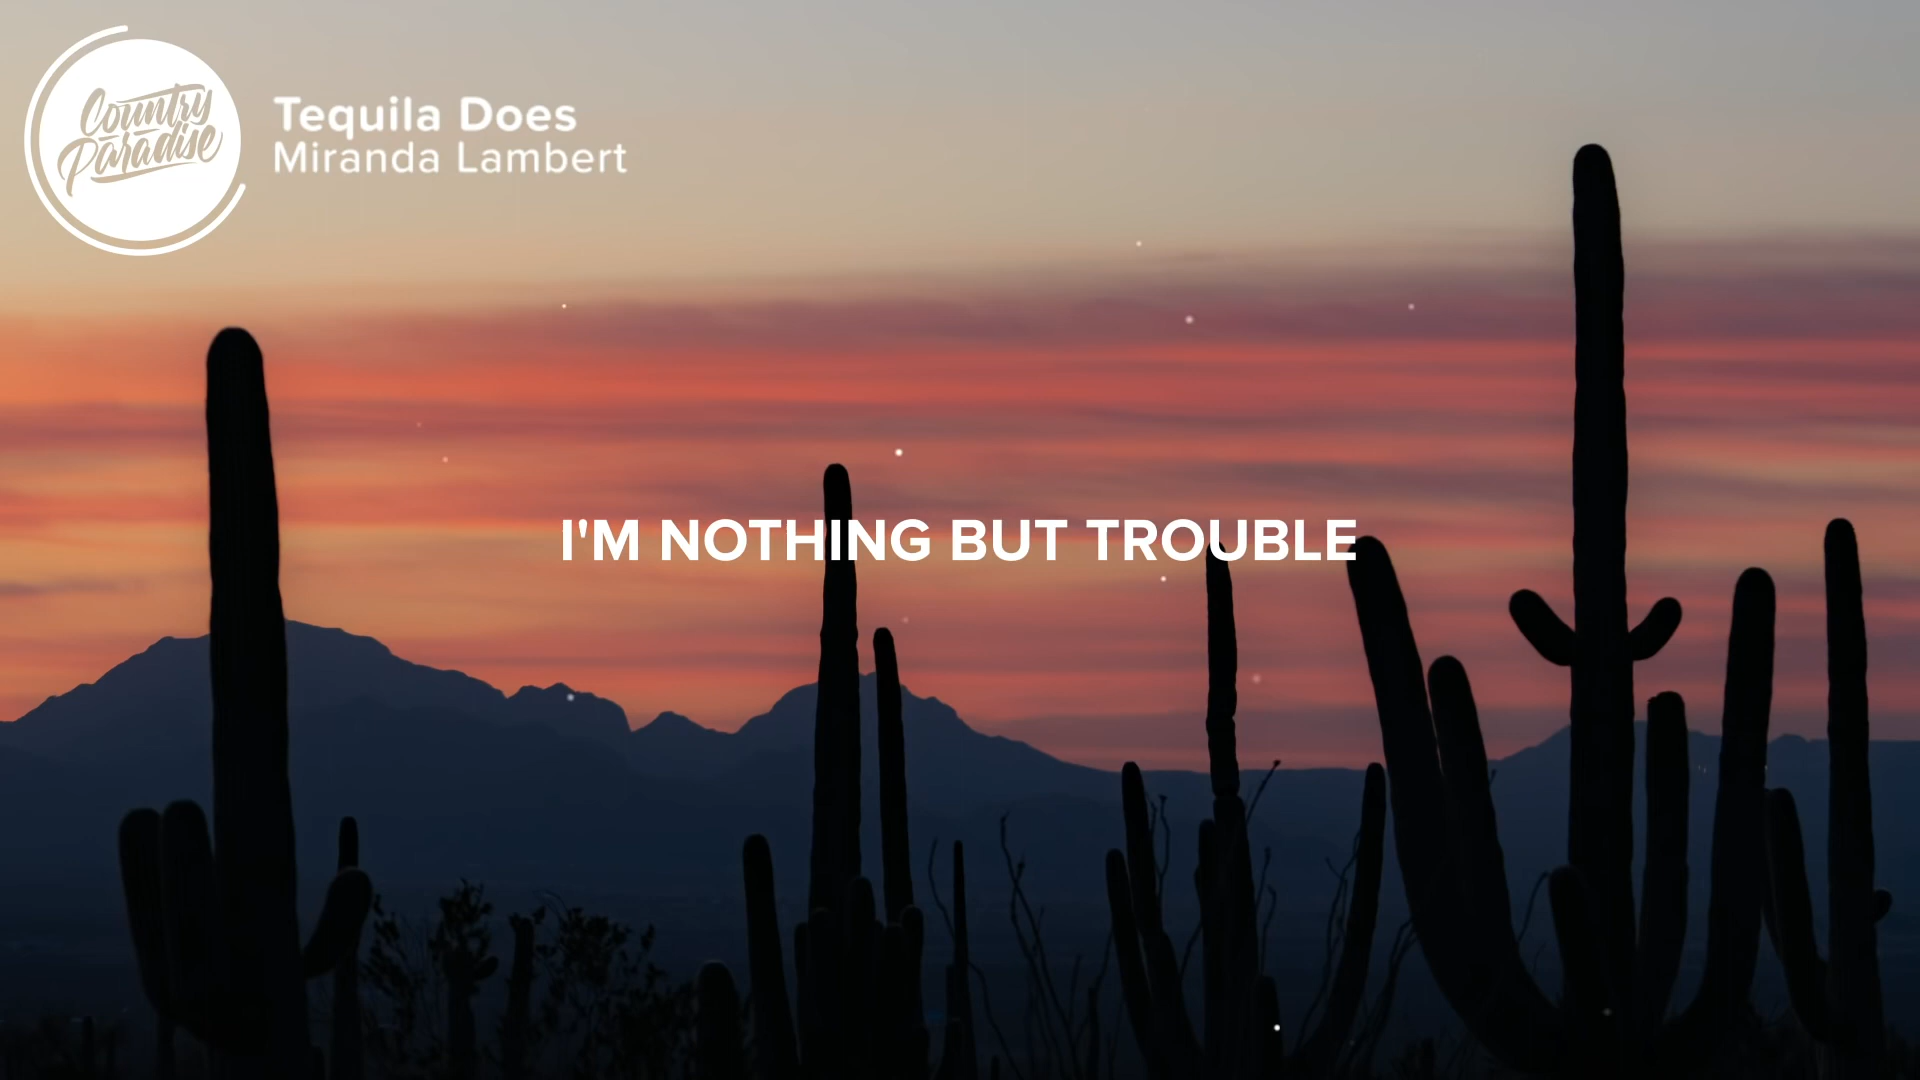 Country
Paradise
Tequila Does
Miranda Lambert
I'M NOTHING BUT TROUBLE